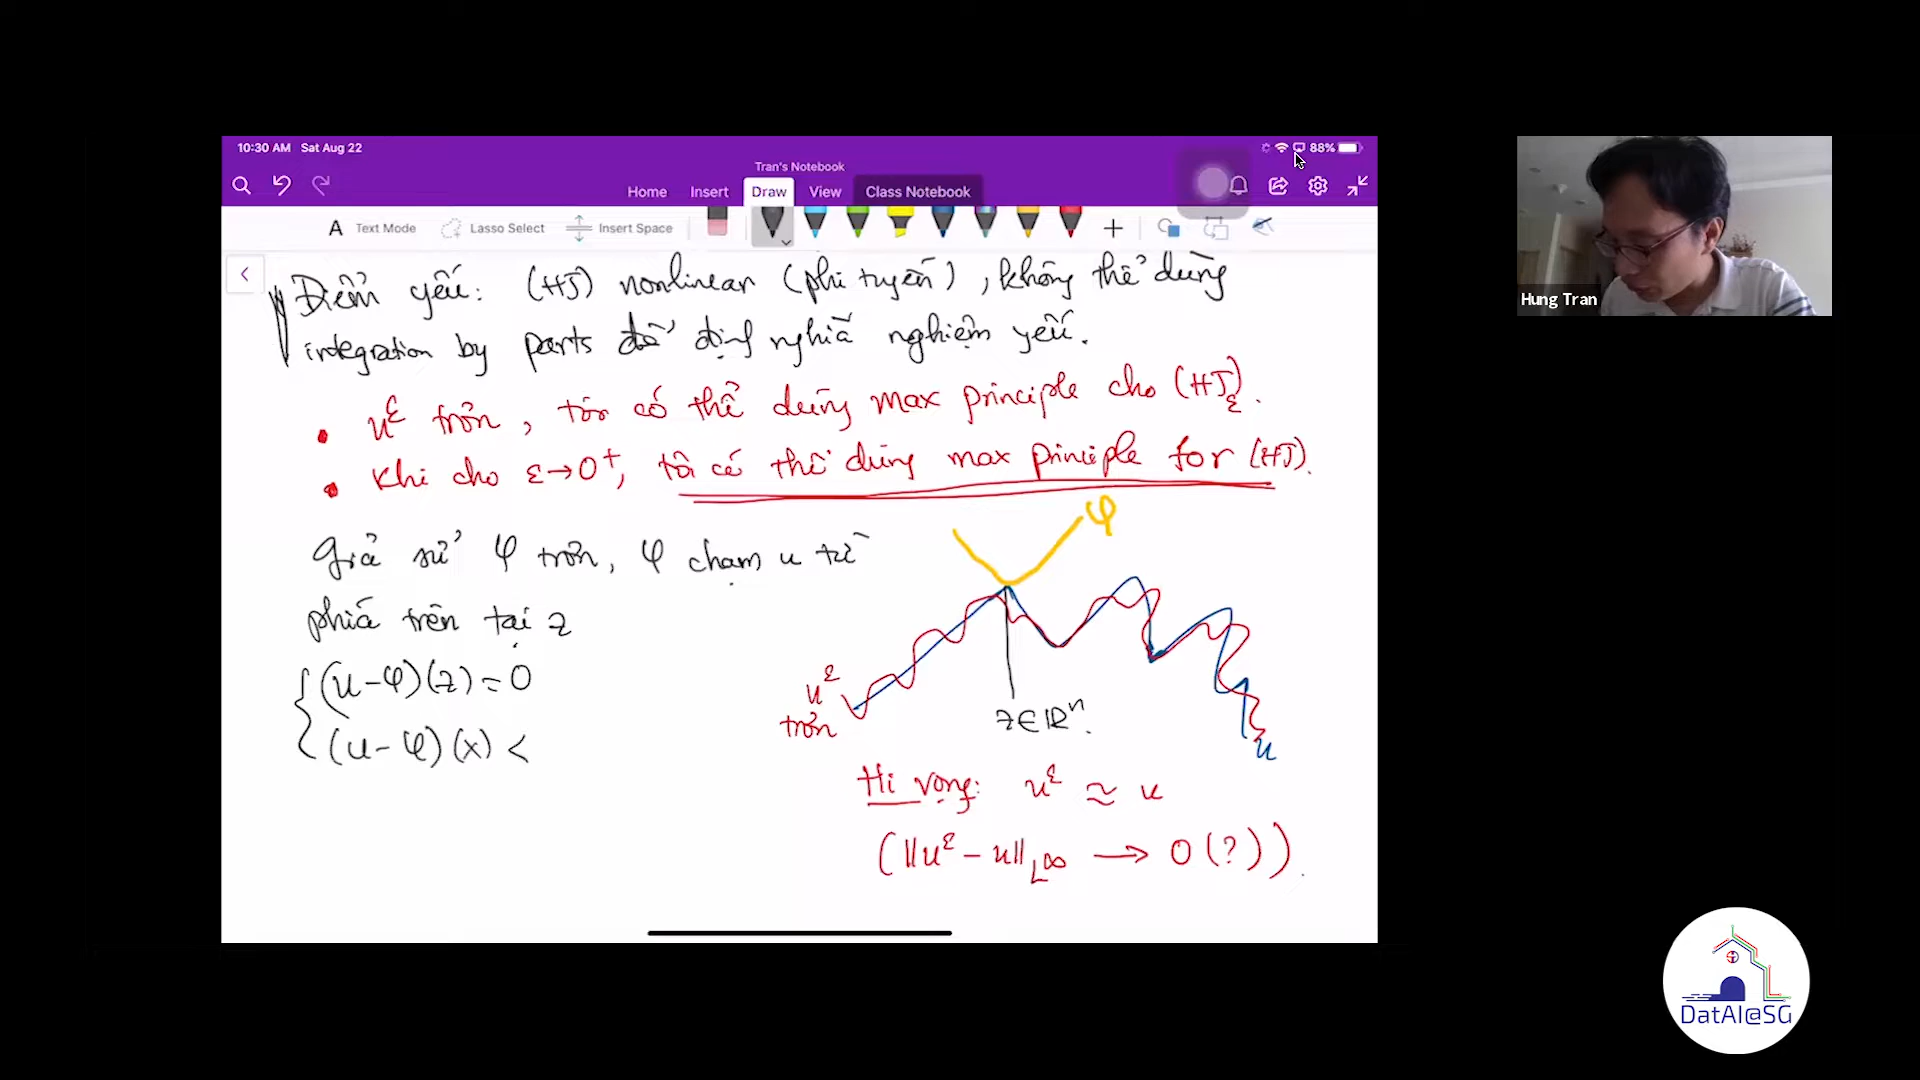 10:30 AM Sat Aug 22
88%
Tran's Notebook
Home Insert Draw View Class Notebook
A Text Mode Lasso Select Insert Space
Điểm yếu: (HJ) nonlinear (phi tuyến), không thể dùng
integration by parts để định nghĩa nghiệm yếu.
• u^ε trơn, tôi có thể dùng max principle cho (HJ)_ε.
• Khi cho ε→0⁺, tôi có thể dùng max principle for (HJ).
Giả sử φ trơn, φ chạm u từ
phía trên tại z
(u-φ)(z) = 0
(u-φ)(x) <
φ
u^ε
trơn
z∈ℝⁿ.
u
Hi vọng: u^ε ≈ u
(||u^ε - u||_L^∞ → 0 (?)).
Hung Tran
DatAI@SG